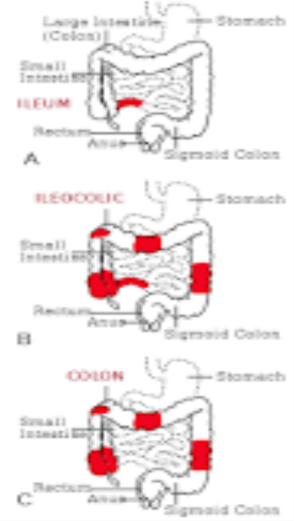 Large Intestine
(Colon)
Stomach
Small
Intestine
ILEUM
Rectum
Anus
Sigmoid Colon
A
ILEOCOLIC
Stomach
Small
Intestine
Rectum
Anus
Sigmoid Colon
B
COLON
Stomach
Small
Intestine
Rectum
Anus
Sigmoid Colon
C